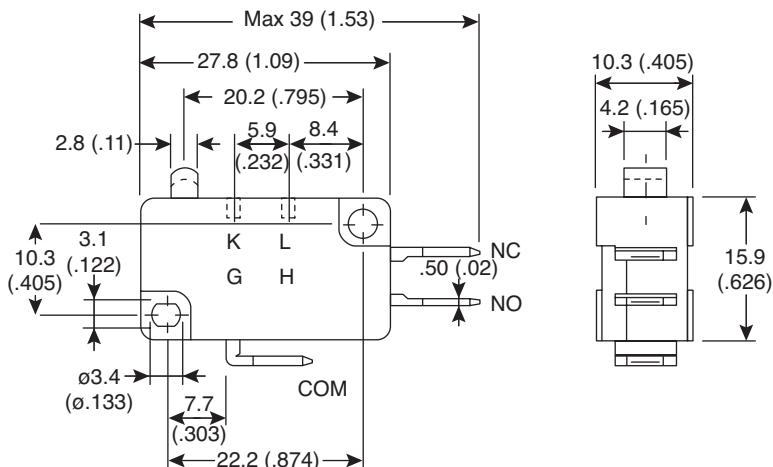 Max 39 (1.53)
27.8 (1.09)
20.2 (.795)
2.8 (.11)
5.9
(.232)
8.4
(.331)
10.3
(.405)
3.1
(.122)
K L
G H
NC
.50 (.02)
NO
COM
ø3.4
(ø.133)
7.7
(.303)
22.2 (.874)
10.3 (.405)
4.2 (.165)
15.9
(.626)